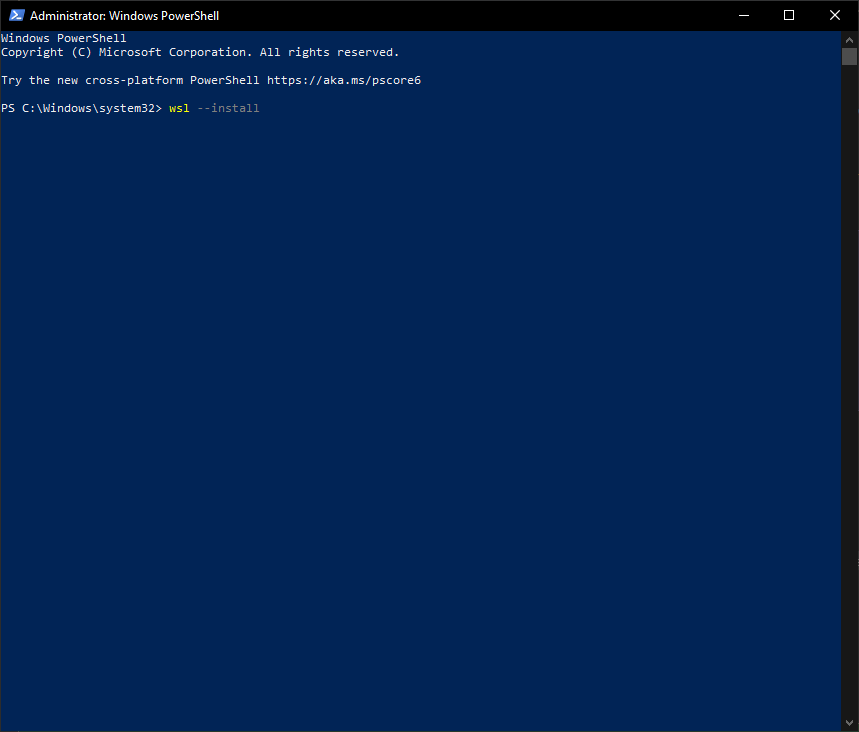 Administrator: Windows PowerShell
Windows PowerShell
Copyright (C) Microsoft Corporation. All rights reserved.
Try the new cross-platform PowerShell https://aka.ms/pscore6
PS C:\Windows\system32> wsl --install